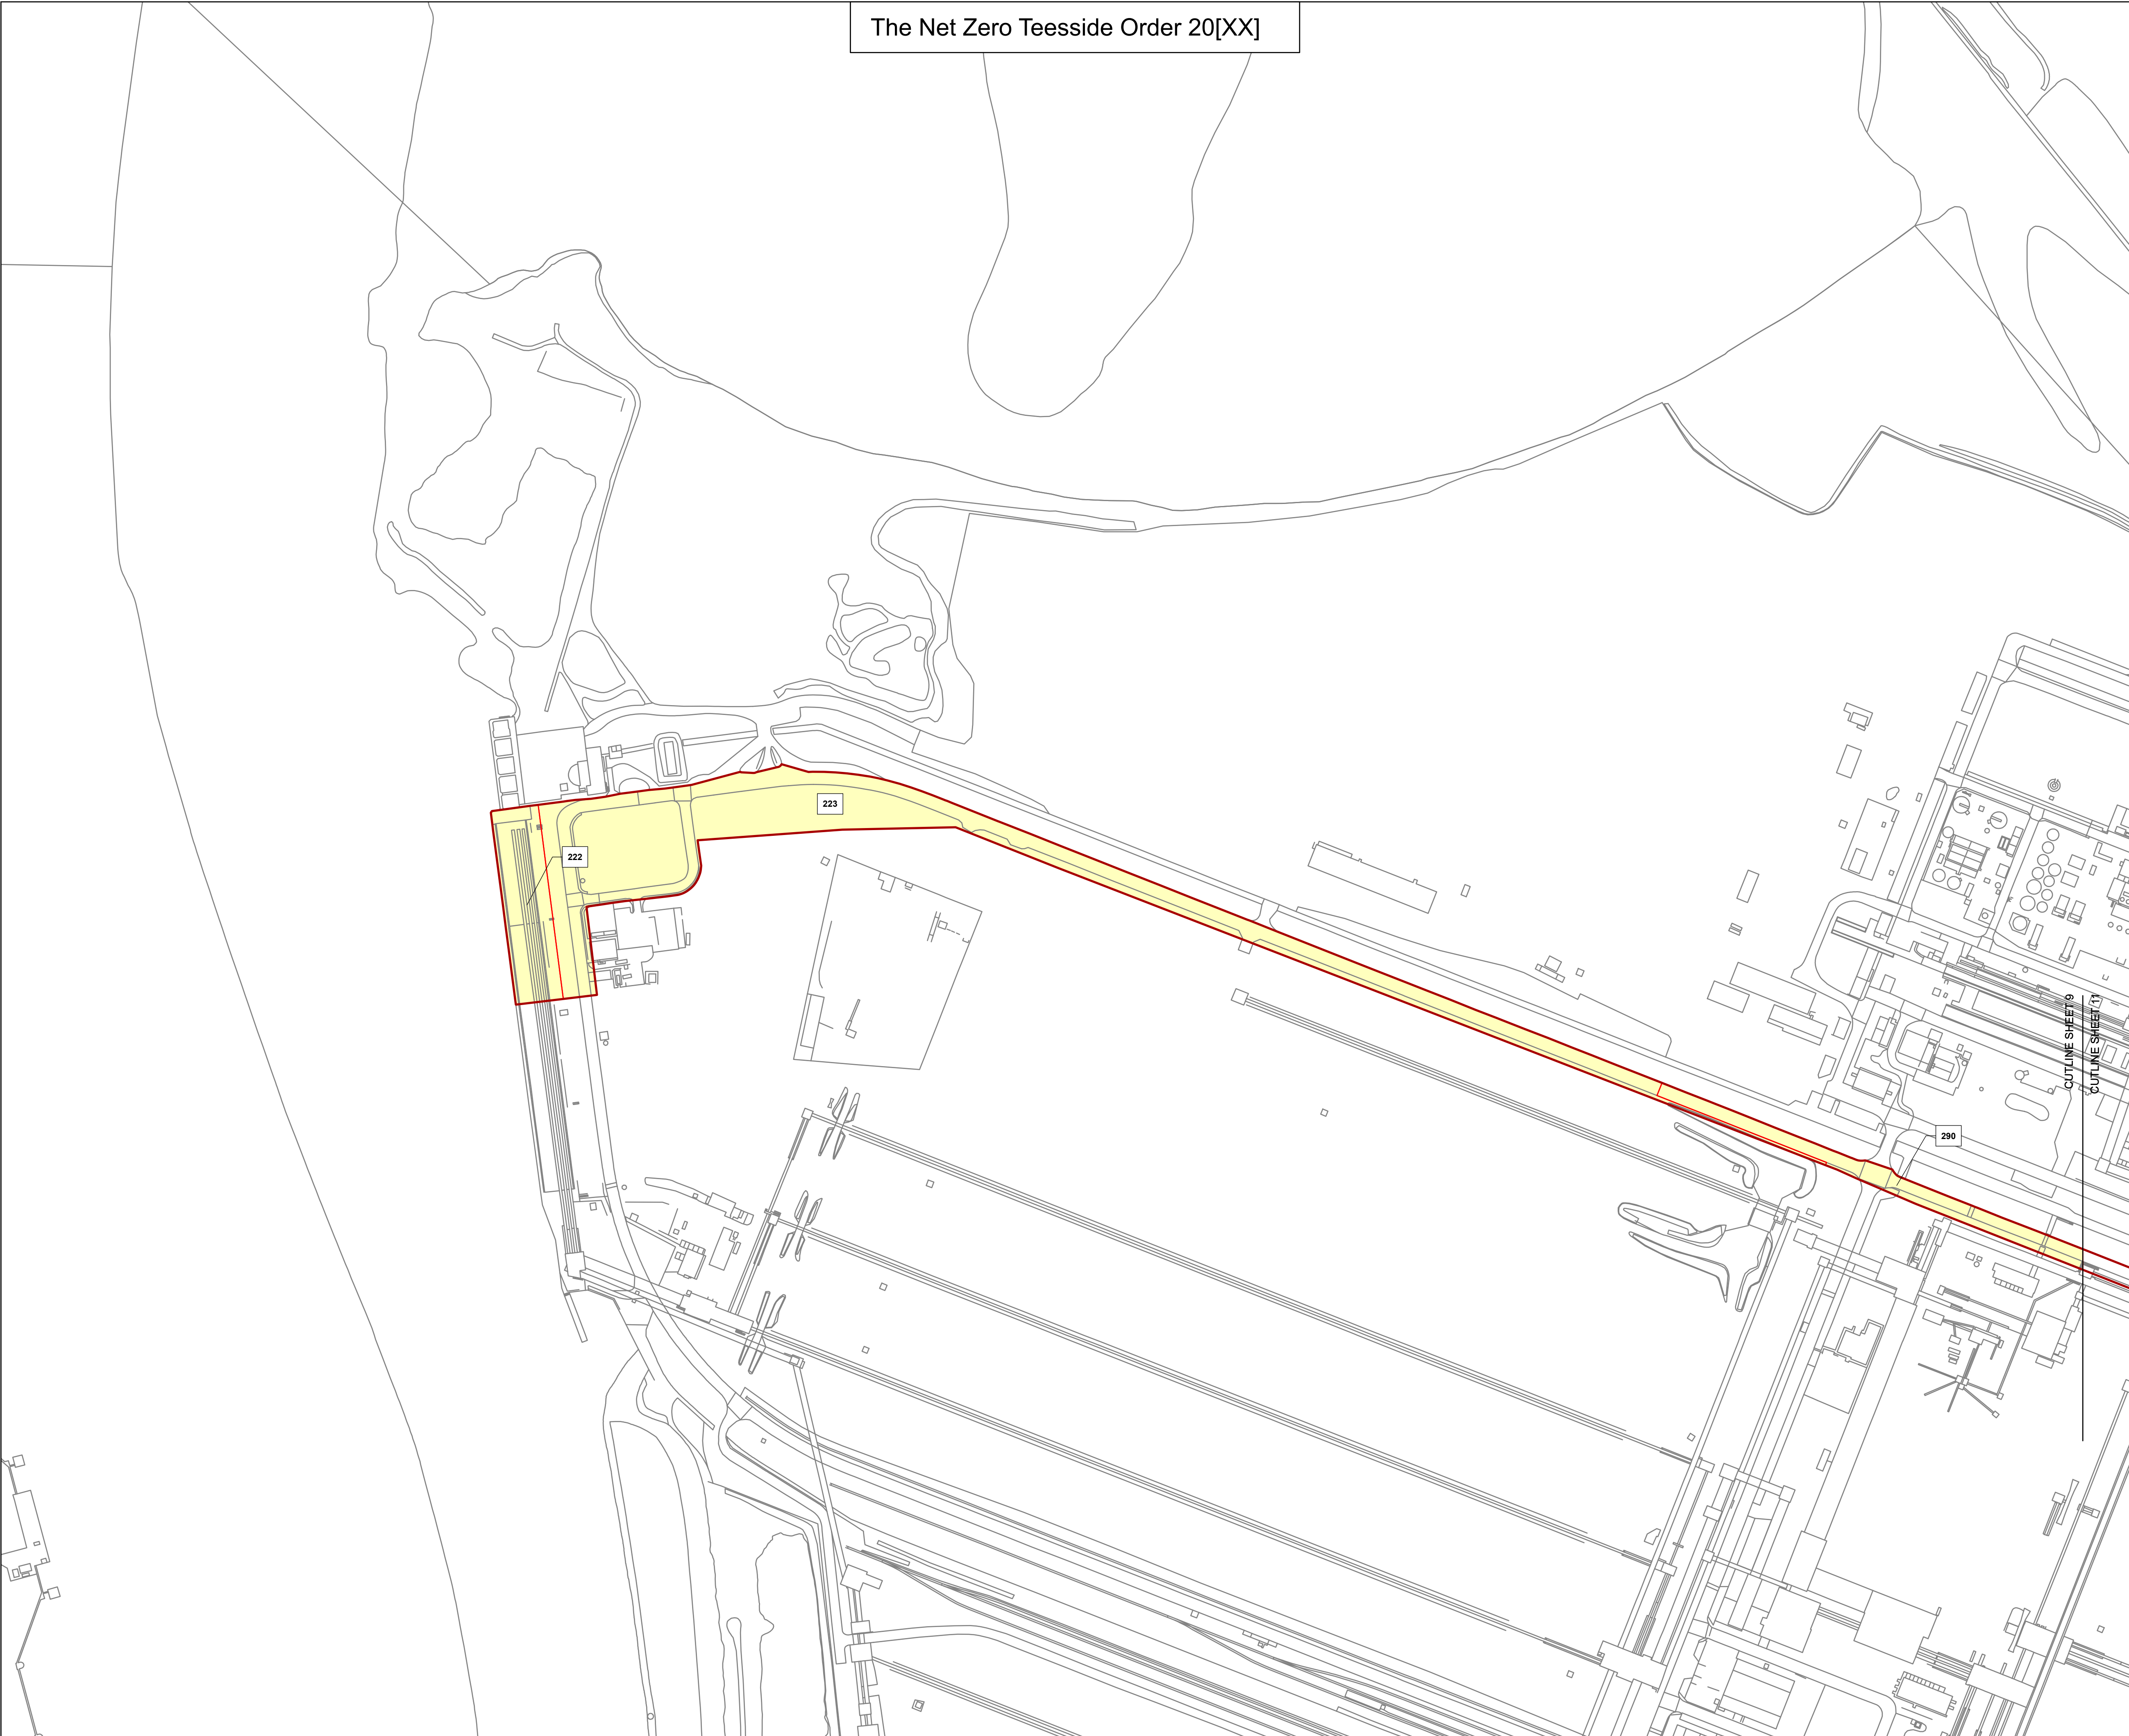 The Net Zero Teesside Order 20[XX]
223
222
CUTLINE SHEET 9
CUTLINE SHEET 11
290